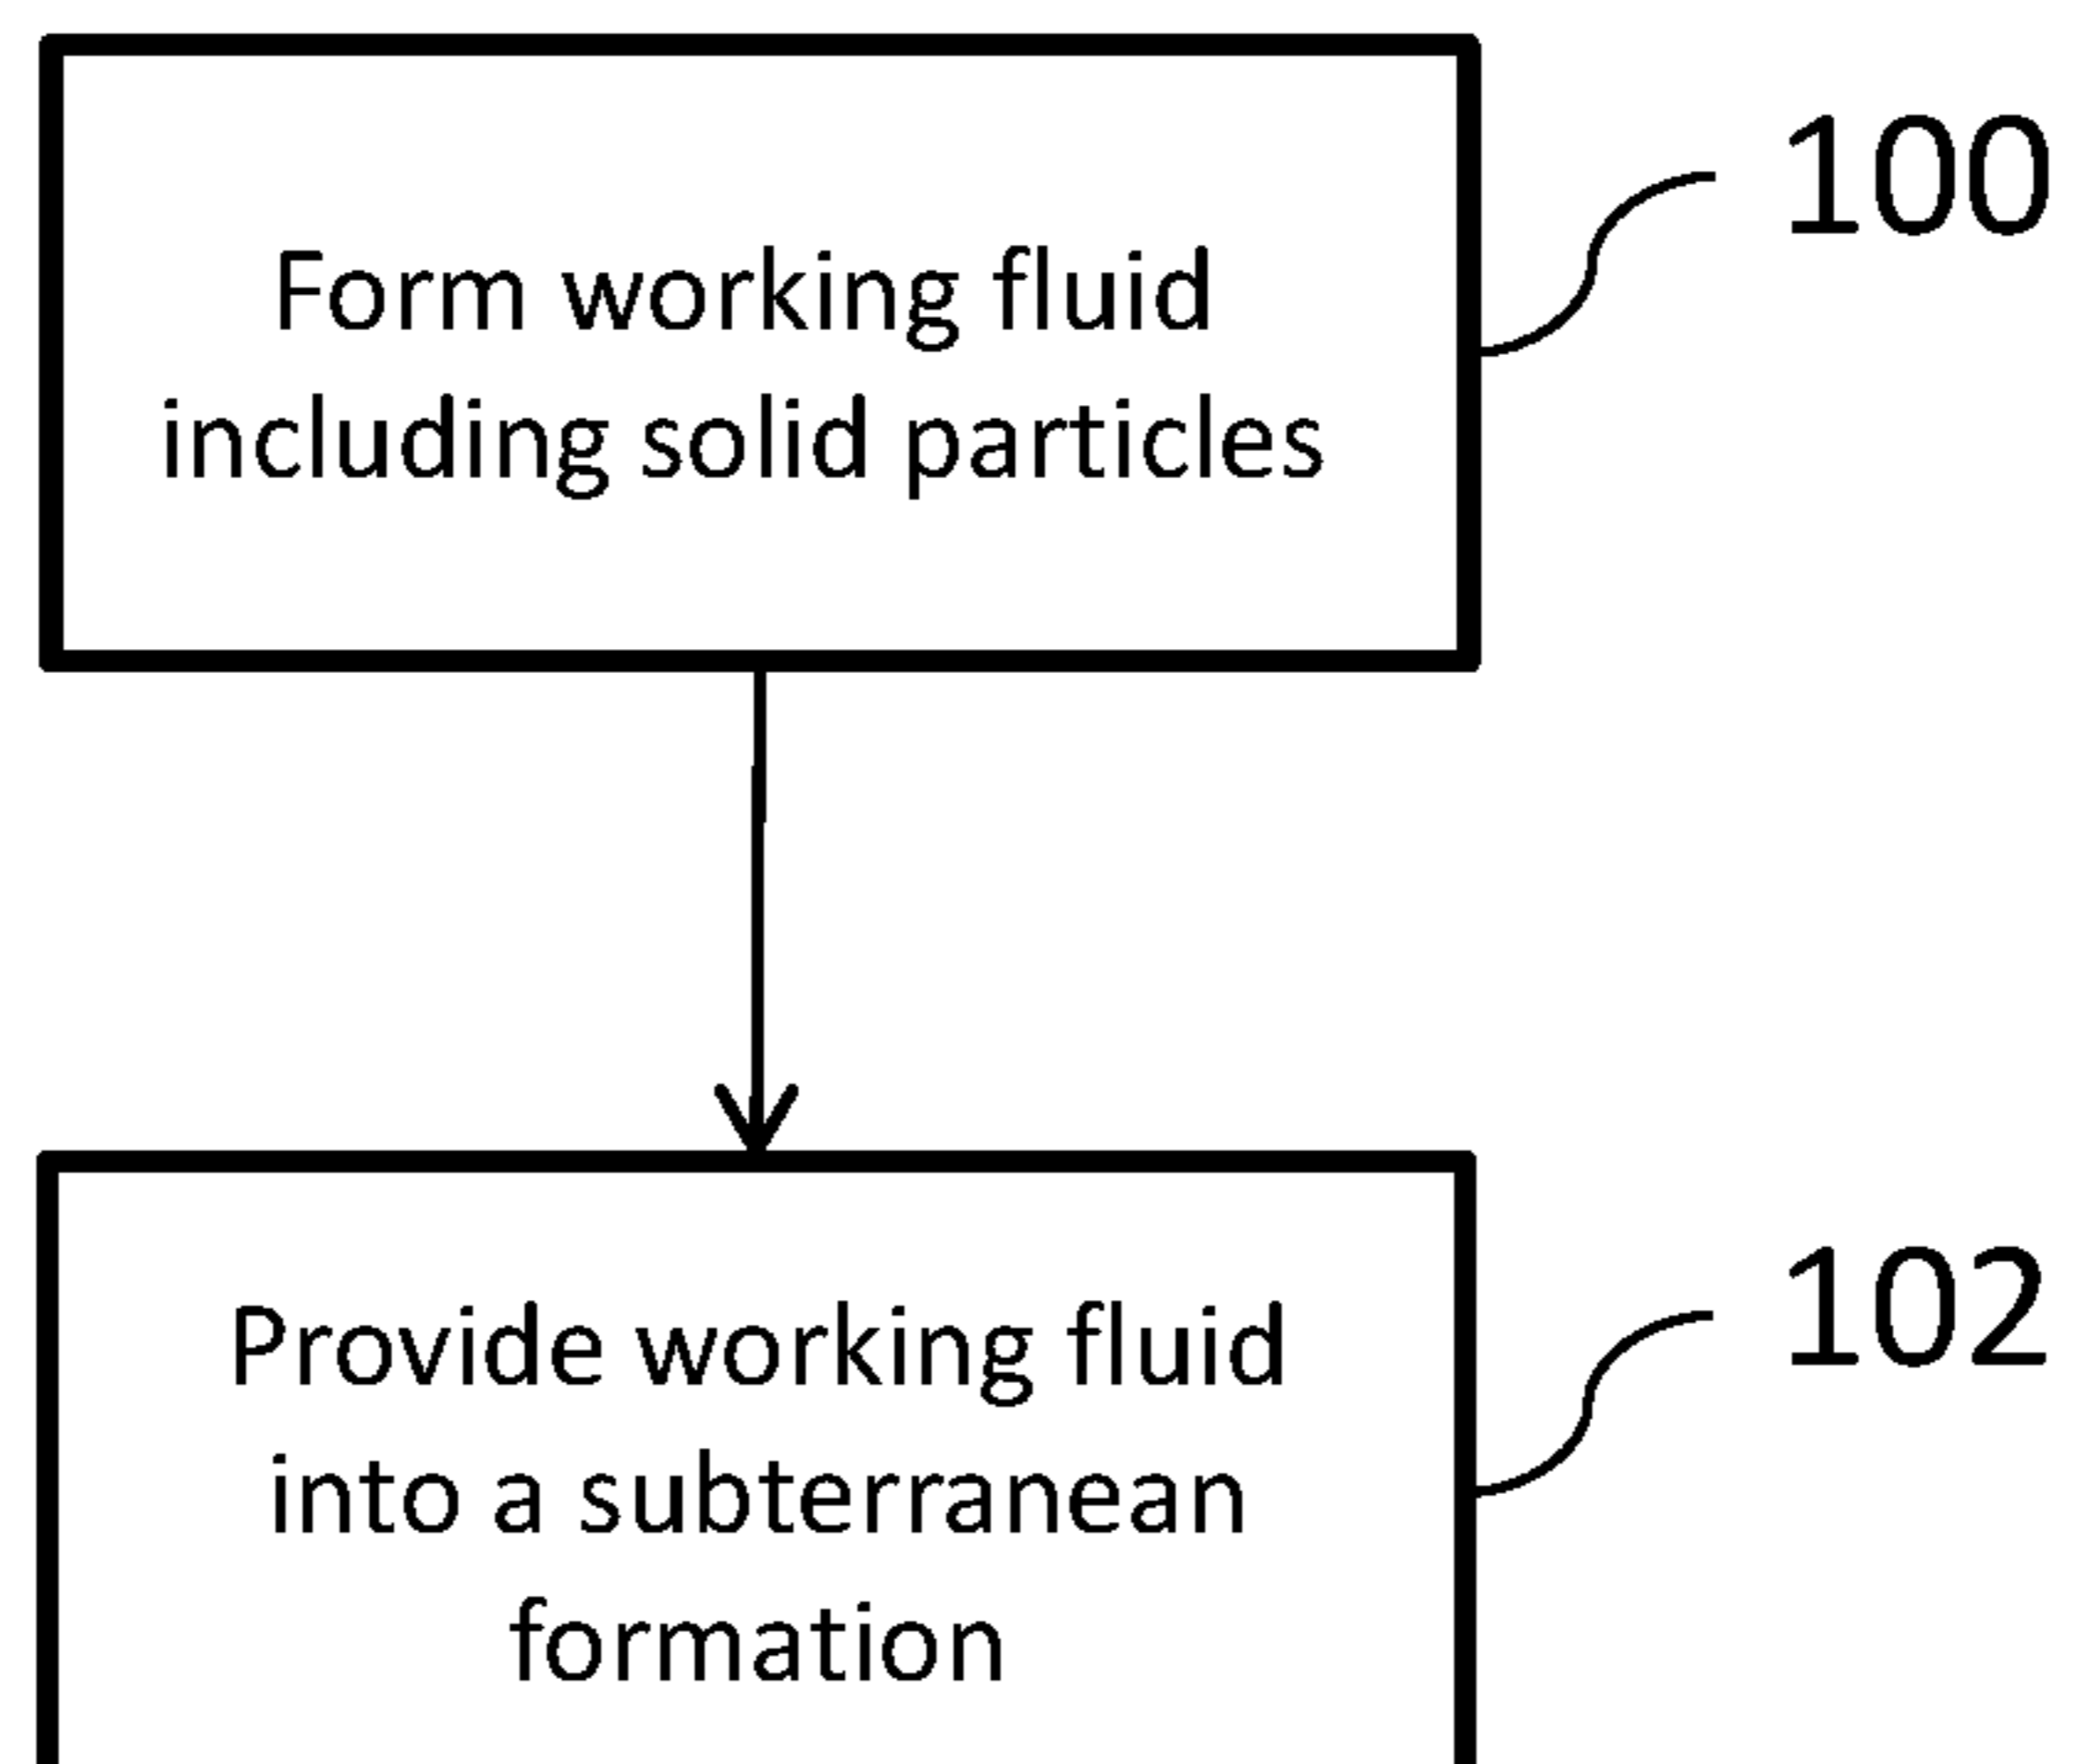 100
Form working fluid
including solid particles
102
Provide working fluid
into a subterranean
formation